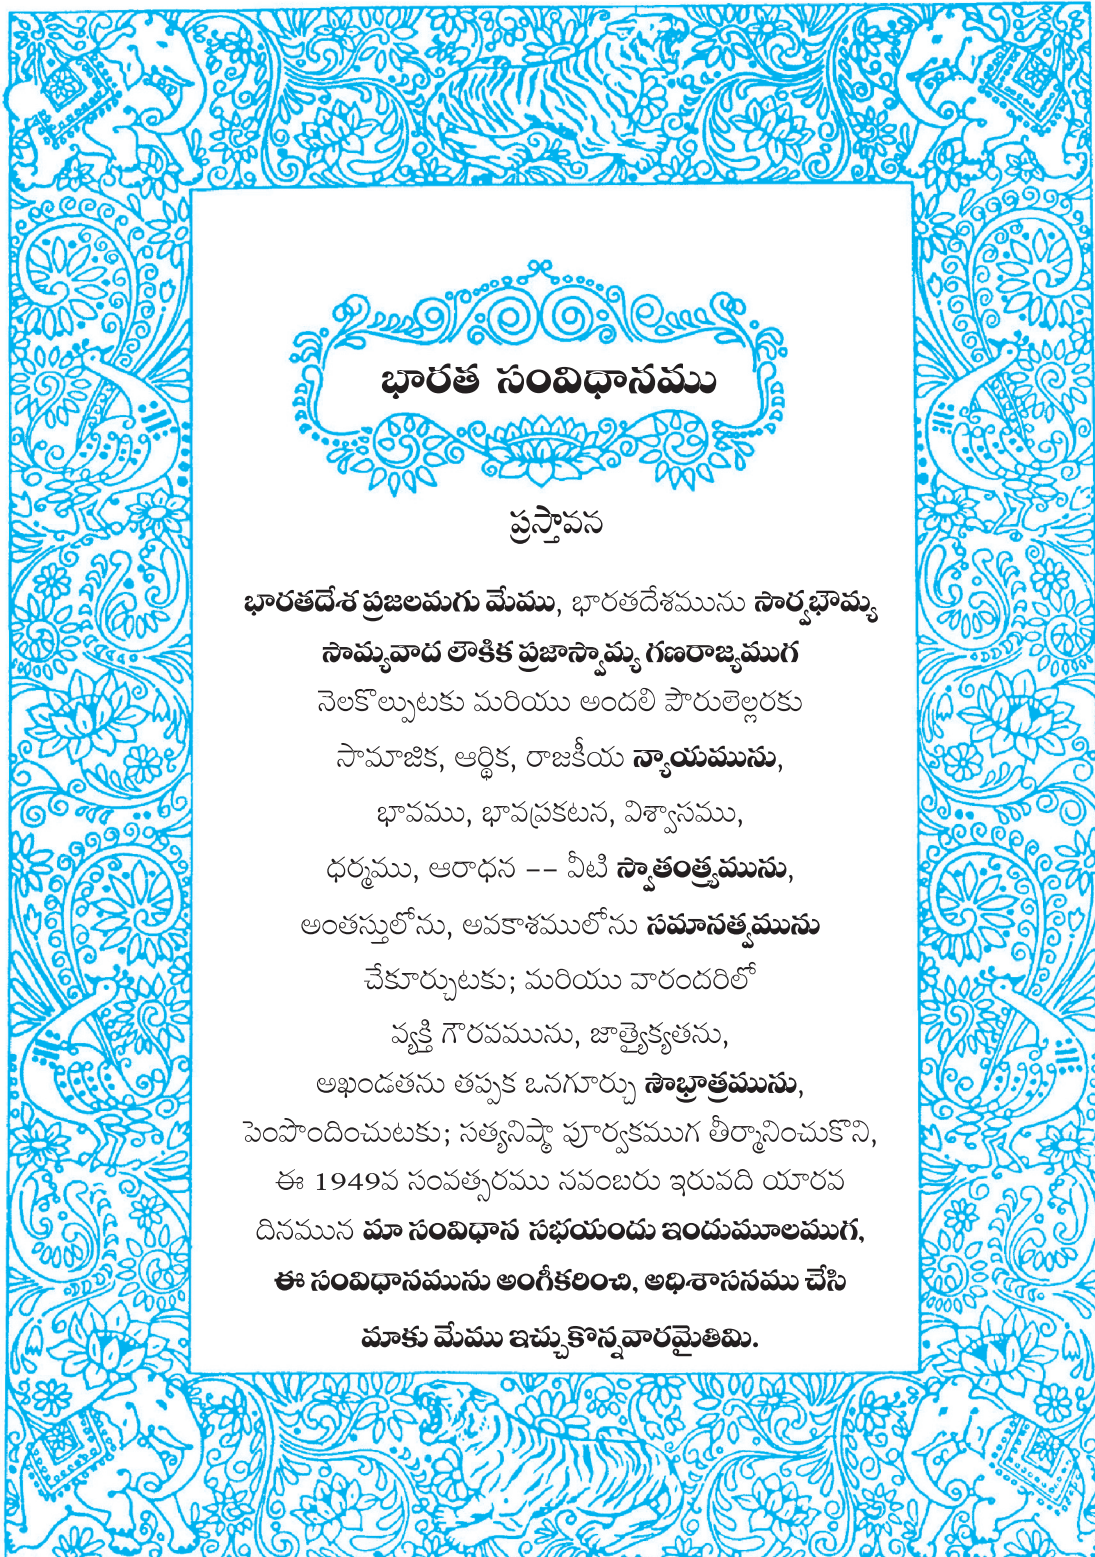 భారత సంవిధానము
ప్రస్తావన
భారతదేశ ప్రజలమగు మేము, భారతదేశమును సార్వభౌమ్య
సామ్యవాద లౌకిక ప్రజాస్వామ్య గణరాజ్యముగ
నెలకొల్పుటకు మరియు అందలి పౌరులెల్లరకు
సామాజిక, ఆర్థిక, రాజకీయ న్యాయమును,
భావము, భావప్రకటన, విశ్వాసము,
ధర్మము, ఆరాధన -- వీటి స్వాతంత్ర్యమును,
అంతస్తులోను, అవకాశములోను సమానత్వమును
చేకూర్చుటకు; మరియు వారందరిలో
వ్యక్తి గౌరవమును, జాత్యైక్యతను,
అఖండతను తప్పక ఒనగూర్చు సౌభ్రాత్రమును,
పెంపొందించుటకు; సత్యనిష్ఠా పూర్వకముగ తీర్మానించుకొని,
ఈ 1949వ సంవత్సరము నవంబరు ఇరువది యారవ
దినమున మా సంవిధాన సభయందు ఇందుమూలముగ,
ఈ సంవిధానమును అంగీకరించి, అధిశాసనము చేసి
మాకు మేము ఇచ్చుకొన్నవారమైతిమి.